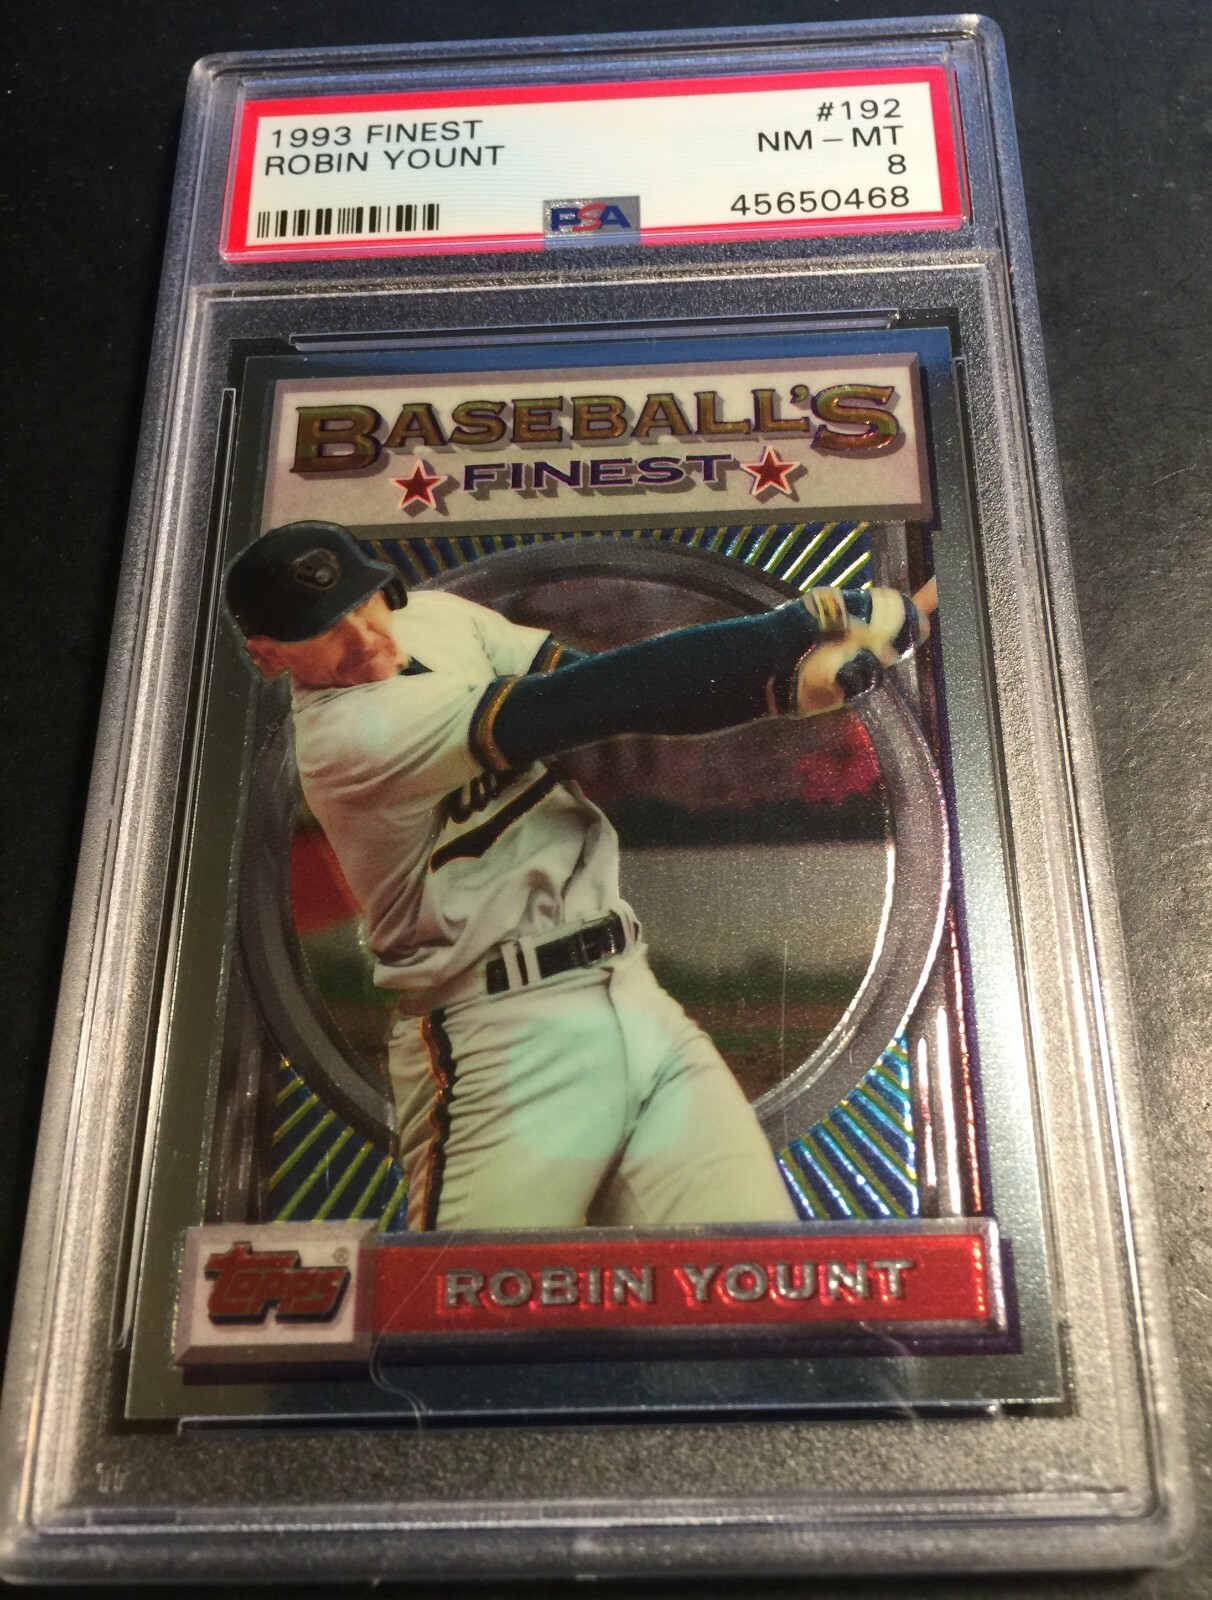 1993 FINEST
ROBIN YOUNT
#192
NM - MT
8
45650468
PSA
BASEBALL'S
FINEST
TOPPS®
ROBIN YOUNT